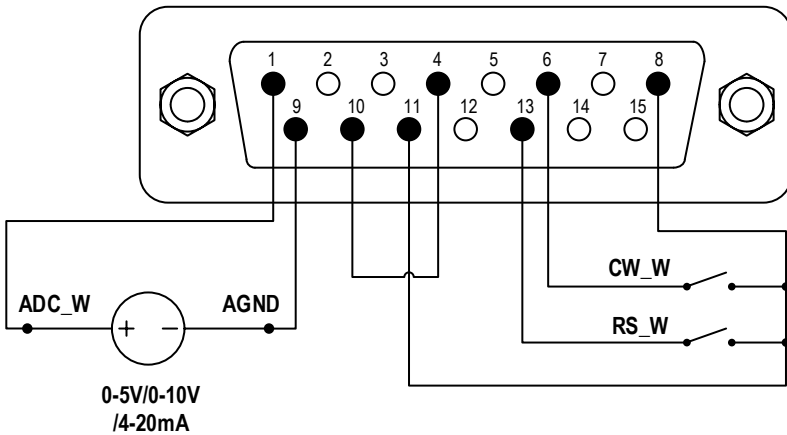 1 2 3 4 5 6 7 8
9 10 11 12 13 14 15
CW_W
ADC_W AGND
RS_W
+ −
0-5V/0-10V
/4-20mA